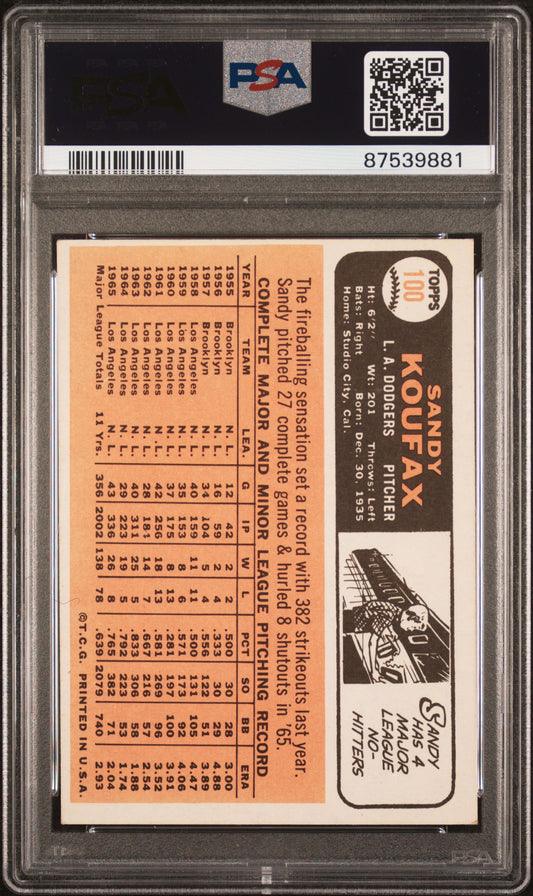 PSA
PSA
87539881
TOPPS
100
SANDY
KOUFAX
L. A. DODGERS PITCHER
Ht: 6'2" Wt: 201 Throws: Left
Bats: Right Born: Dec. 30, 1935
Home: Studio City, Cal.
SANDY
HAS 4
MAJOR
LEAGUE
NO-
HITTERS
The fireballing sensation set a record with 382 strikeouts last year.
Sandy pitched 27 complete games & hurled 8 shutouts in '65.
COMPLETE MAJOR AND MINOR LEAGUE PITCHING RECORD
YEAR TEAM LEA. G IP W L PCT SO BB ERA
1955 Brooklyn N. L. 12 42 2 2 .500 30 28 3.00
1956 Brooklyn N. L. 16 59 2 4 .333 30 29 4.88
1957 Brooklyn N. L. 34 104 5 4 .556 122 51 3.89
1958 Los Angeles N. L. 40 159 11 11 .500 131 105 4.47
1959 Los Angeles N. L. 35 153 8 6 .571 173 92 4.06
1960 Los Angeles N. L. 37 175 8 13 .281 197 100 3.91
1961 Los Angeles N. L. 42 256 18 13 .581 269 96 3.52
1962 Los Angeles N. L. 28 184 14 7 .667 216 57 2.54
1963 Los Angeles N. L. 40 311 25 5 .833 306 58 1.88
1964 Los Angeles N. L. 29 223 19 5 .792 223 53 1.74
1965 Los Angeles N. L. 43 336 26 8 .765 382 71 2.04
Major League Totals 11 Yrs. 356 2002 138 78 .639 2079 740 2.93
©T.C.G. PRINTED IN U.S.A.
PSA